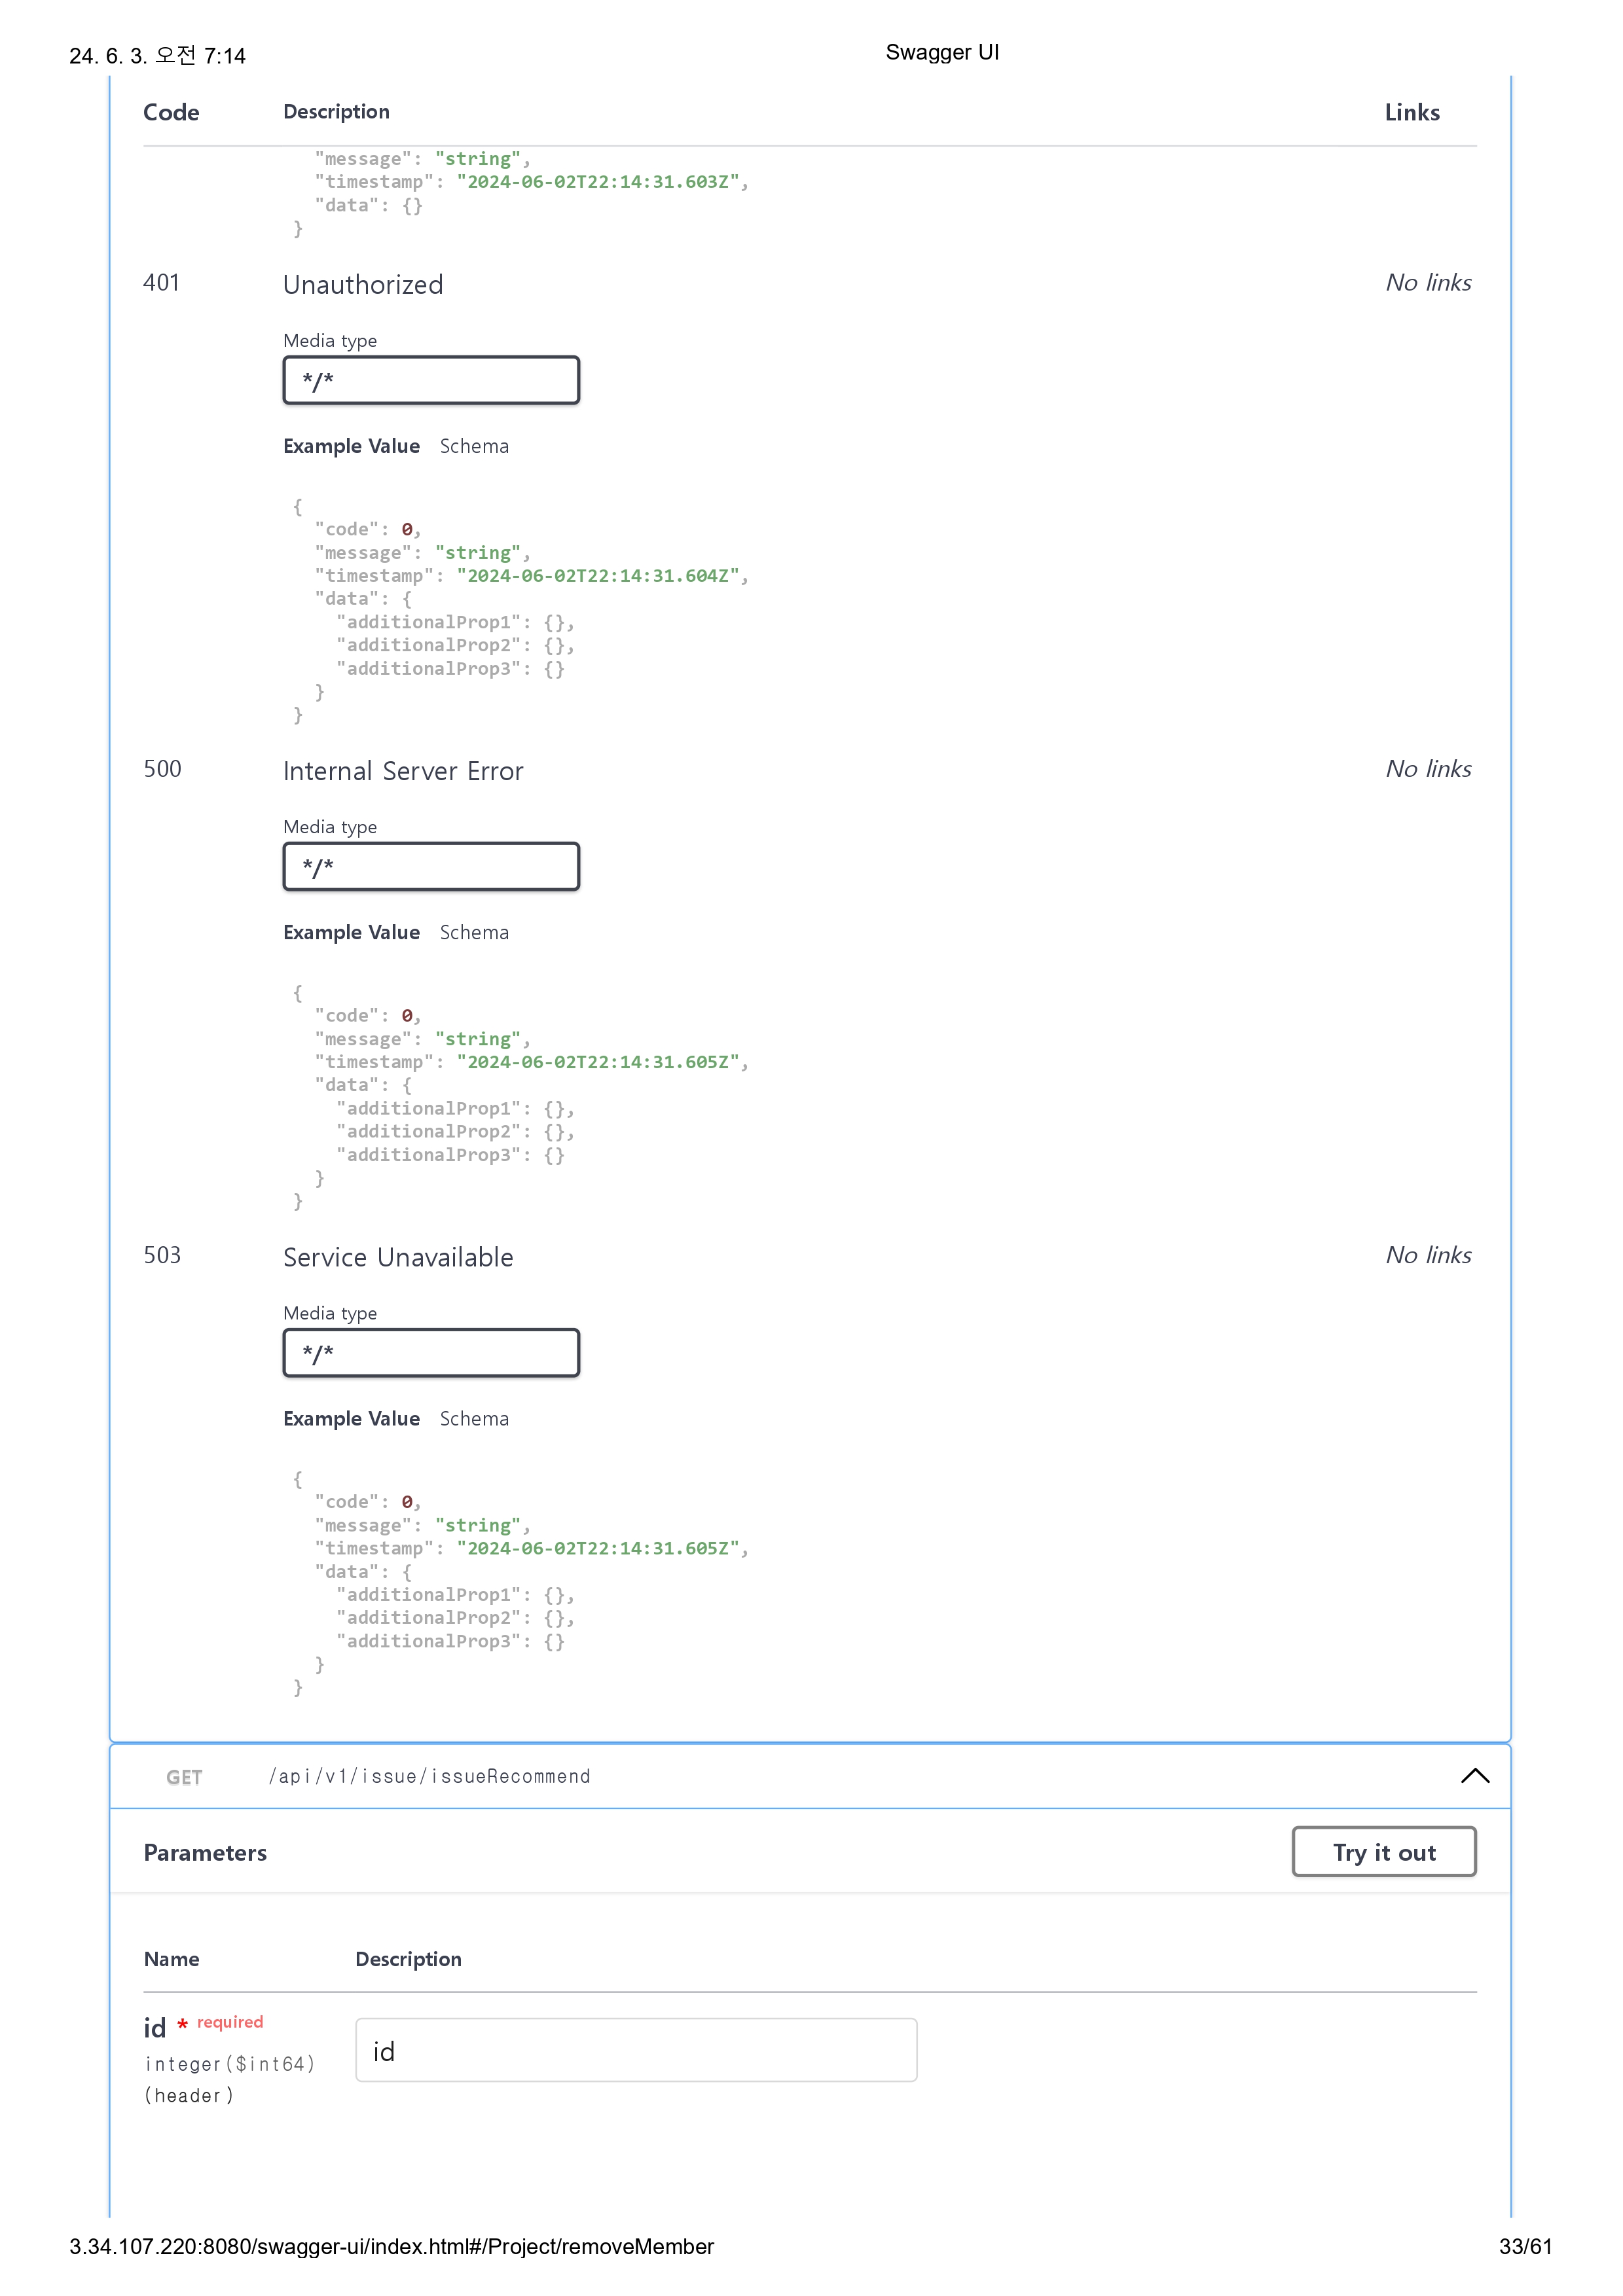 24. 6. 3. 오전 7:14 Swagger UI
Code Description Links
"message": "string",
"timestamp": "2024-06-02T22:14:31.603Z",
"data": {}
}
401 Unauthorized No links
Media type
*/*
Example Value Schema
{
"code": 0,
"message": "string",
"timestamp": "2024-06-02T22:14:31.604Z",
"data": {
"additionalProp1": {},
"additionalProp2": {},
"additionalProp3": {}
}
}
500 Internal Server Error No links
Media type
*/*
Example Value Schema
{
"code": 0,
"message": "string",
"timestamp": "2024-06-02T22:14:31.605Z",
"data": {
"additionalProp1": {},
"additionalProp2": {},
"additionalProp3": {}
}
}
503 Service Unavailable No links
Media type
*/*
Example Value Schema
{
"code": 0,
"message": "string",
"timestamp": "2024-06-02T22:14:31.605Z",
"data": {
"additionalProp1": {},
"additionalProp2": {},
"additionalProp3": {}
}
}
GET /api/v1/issue/issueRecommend
Parameters Try it out
Name Description
id * required
id
integer($int64)
(header)
3.34.107.220:8080/swagger-ui/index.html#/Project/removeMember 33/61